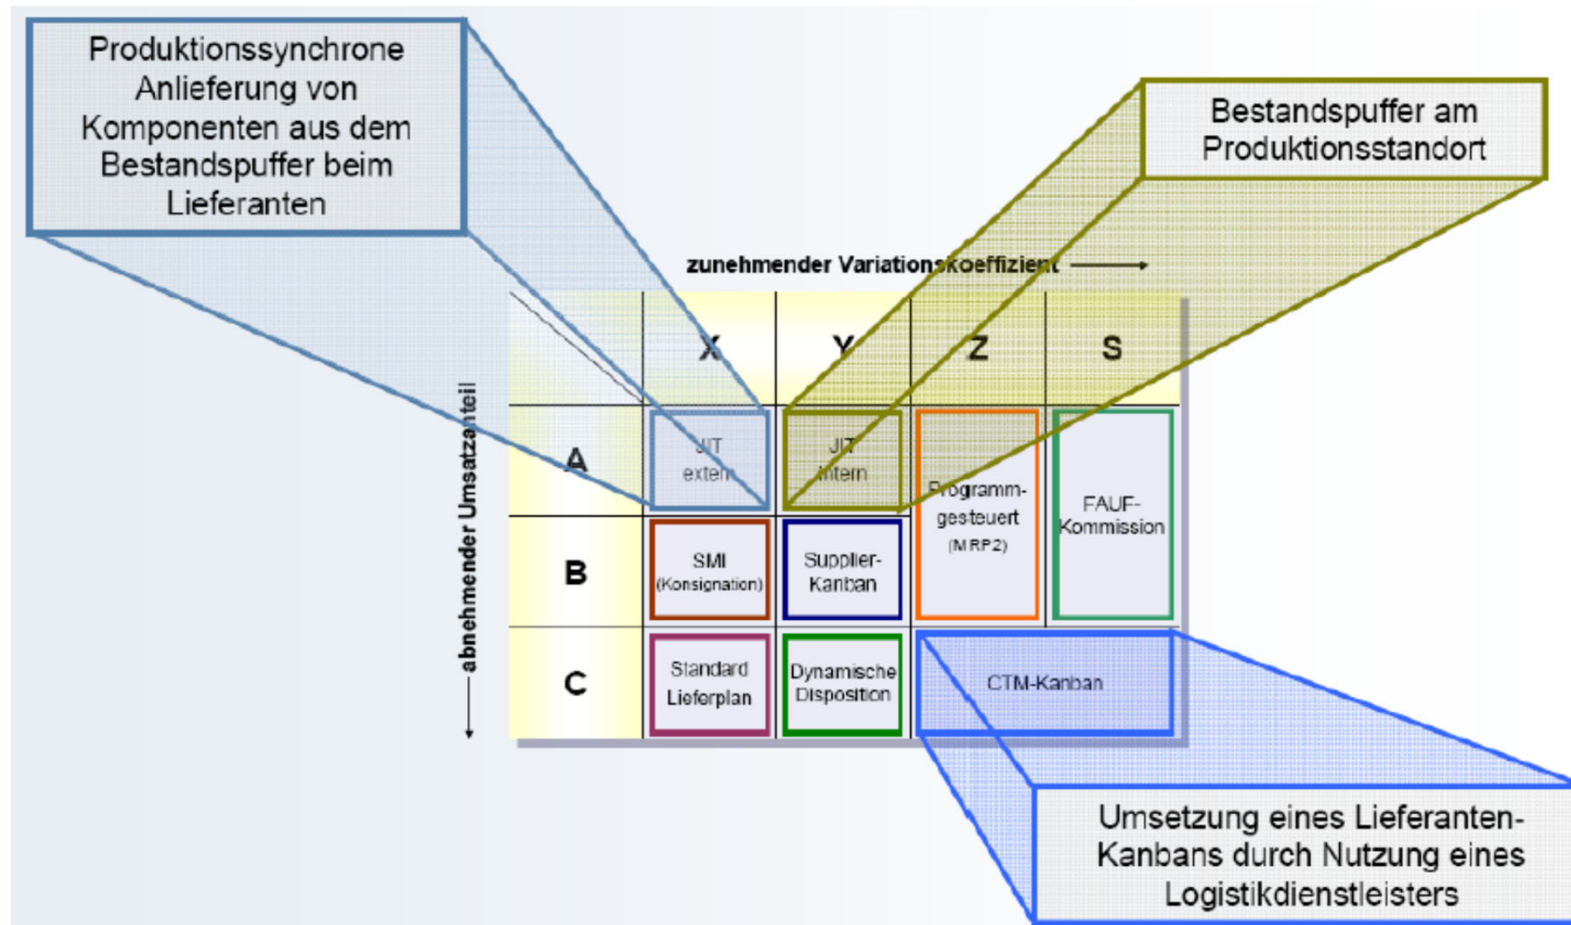 Produktionssynchrone
Anlieferung von
Komponenten aus dem
Bestandspuffer beim
Lieferanten
Bestandspuffer am
Produktionsstandort
zunehmender Variationskoeffizient
abnehmender Umsatzanteil
X
Y
Z
S
A
JIT
extern
JIT
intern
Programm-
gesteuert
(MRP2)
FAUF-
Kommission
B
SMI
(Konsignation)
Supplier-
Kanban
C
Standard
Lieferplan
Dynamische
Disposition
CTM-Kanban
Umsetzung eines Lieferanten-
Kanbans durch Nutzung eines
Logistikdienstleisters